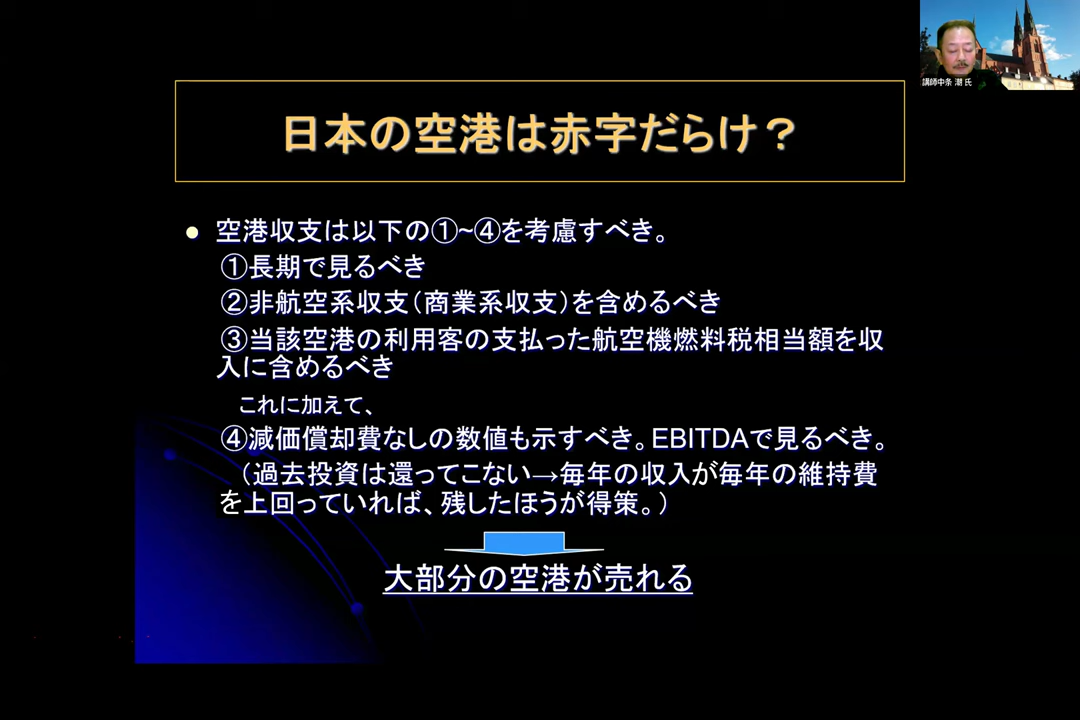 講師中条 潮 氏
日本の空港は赤字だらけ？
● 空港収支は以下の①~④を考慮すべき。
①長期で見るべき
②非航空系収支（商業系収支）を含めるべき
③当該空港の利用客の支払った航空機燃料税相当額を収
入に含めるべき
これに加えて、
④減価償却費なしの数値も示すべき。EBITDAで見るべき。
（過去投資は還ってこない→毎年の収入が毎年の維持費
を上回っていれば、残したほうが得策。）
大部分の空港が売れる